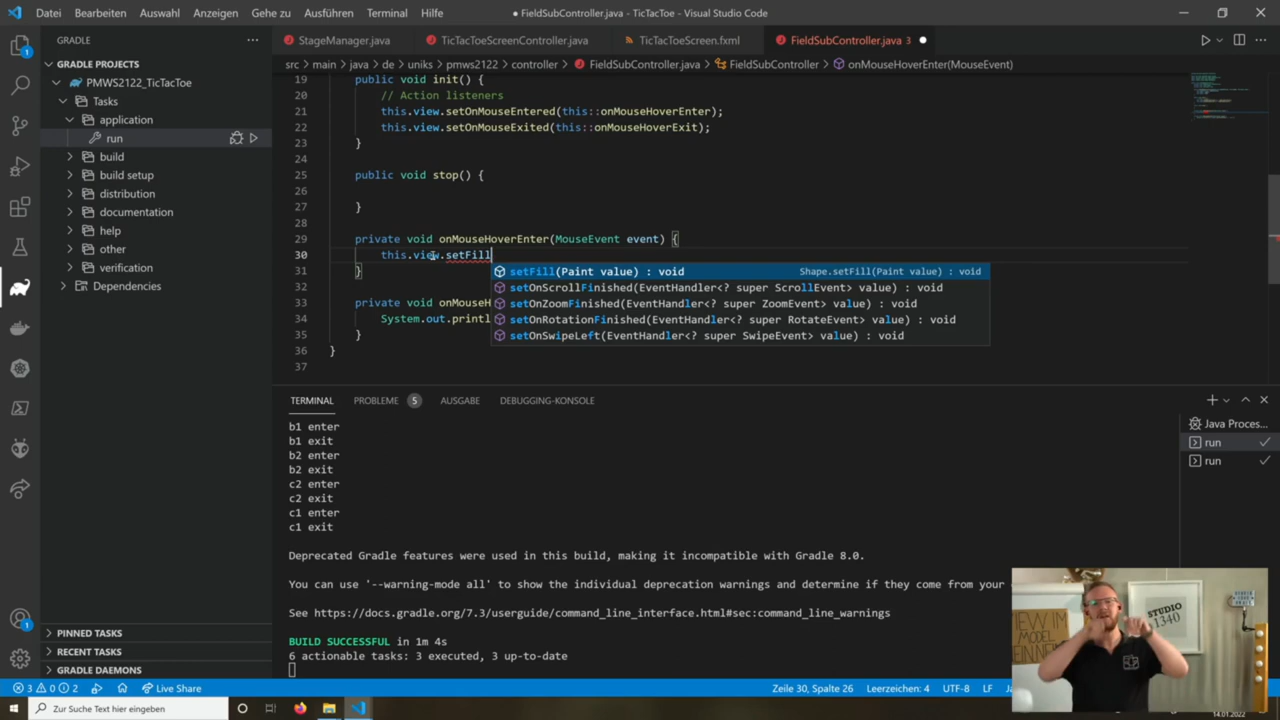 Datei Bearbeiten Auswahl Anzeigen Gehe zu Ausführen Terminal Hilfe
● FieldSubController.java - TicTacToe - Visual Studio Code
GRADLE
StageManager.java TicTacToeScreenController.java TicTacToeScreen.fxml FieldSubController.java 3
GRADLE PROJECTS
src > main > java > de > uniks > pmws2122 > controller > FieldSubController.java > FieldSubController > onMouseHoverEnter(MouseEvent)
PMWS2122_TicTacToe
Tasks
application
run
build
build setup
distribution
documentation
help
other
verification
Dependencies
19 public void init() {
20 // Action listeners
21 this.view.setOnMouseEntered(this::onMouseHoverEnter);
22 this.view.setOnMouseExited(this::onMouseHoverExit);
23 }
24
25 public void stop() {
26
27 }
28
29 private void onMouseHoverEnter(MouseEvent event) {
30 this.view.setFill
31 }
32
33 private void onMouseH
34 System.out.printl
35 }
36 }
37
setFill(Paint value) : void Shape.setFill(Paint value) : void
setOnScrollFinished(EventHandler<? super ScrollEvent> value) : void
setOnZoomFinished(EventHandler<? super ZoomEvent> value) : void
setOnRotationFinished(EventHandler<? super RotateEvent> value) : void
setOnSwipeLeft(EventHandler<? super SwipeEvent> value) : void
TERMINAL PROBLEME 5 AUSGABE DEBUGGING-KONSOLE
b1 enter
b1 exit
b2 enter
b2 exit
c2 enter
c2 exit
c1 enter
c1 exit
Deprecated Gradle features were used in this build, making it incompatible with Gradle 8.0.
You can use '--warning-mode all' to show the individual deprecation warnings and determine if they come from your
See https://docs.gradle.org/7.3/userguide/command_line_interface.html#sec:command_line_warnings
BUILD SUCCESSFUL in 1m 4s
6 actionable tasks: 3 executed, 3 up-to-date
Java Proces...
run
run
PINNED TASKS
RECENT TASKS
GRADLE DAEMONS
VIEW IM
MODEL
STUDIO
1340
3 0 2 Live Share
Zeile 30, Spalte 26 Leerzeichen: 4 UTF-8 LF
Zur Suche Text hier eingeben
14.01.2022